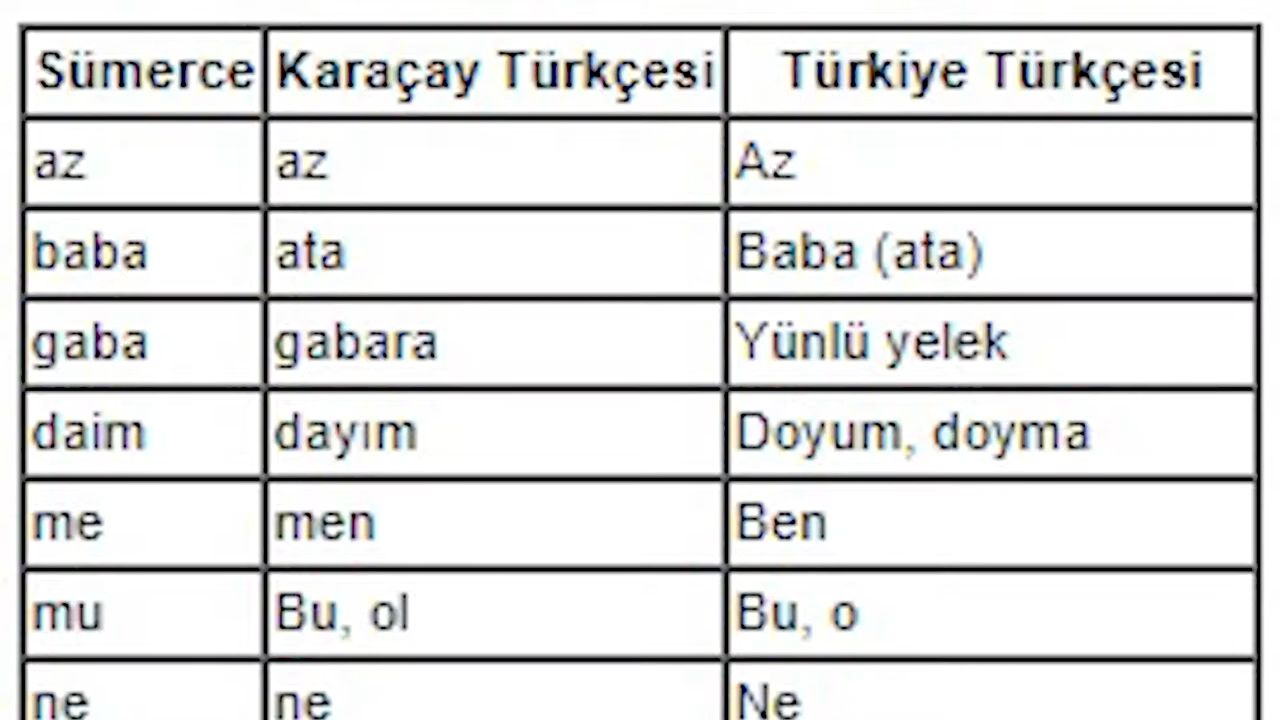 Sümerce Karaçay Türkçesi Türkiye Türkçesi
az az Az
baba ata Baba (ata)
gaba gabara Yünlü yelek
daim dayım Doyum, doyma
me men Ben
mu Bu, ol Bu, o
ne ne Ne